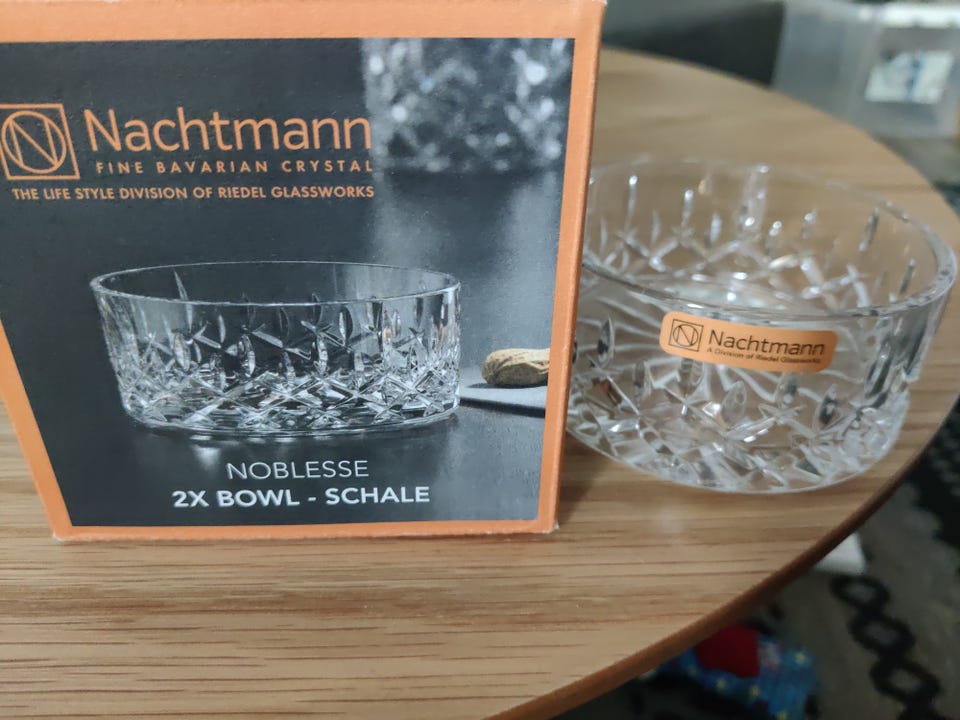 Nachtmann
FINE BAVARIAN CRYSTAL
THE LIFE STYLE DIVISION OF RIEDEL GLASSWORKS
NOBLESSE
2X BOWL - SCHALE
Nachtmann
A Division of Riedel Glassworks